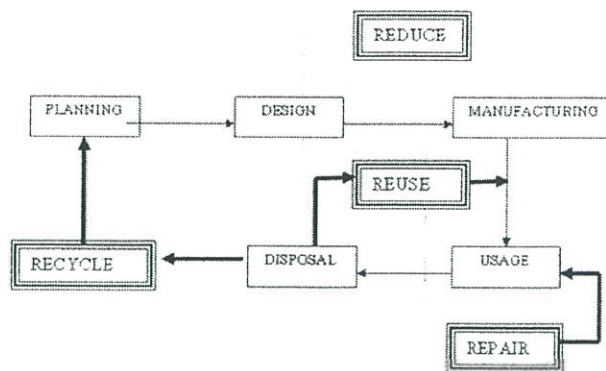 REDUCE
PLANNING
DESIGN
MANUFACTURING
REUSE
RECYCLE
DISPOSAL
USAGE
REPAIR